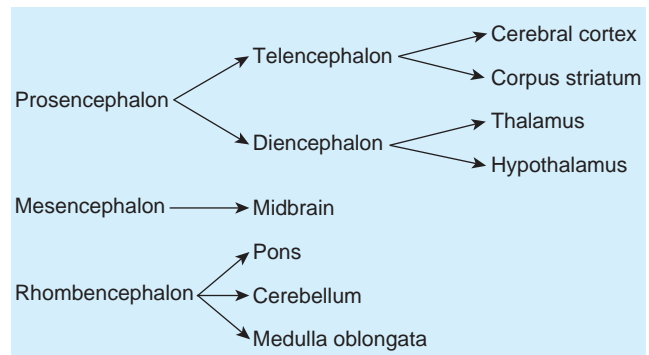 Cerebral cortex
Telencephalon
Corpus striatum
Prosencephalon
Thalamus
Diencephalon
Hypothalamus
Mesencephalon
Midbrain
Pons
Rhombencephalon
Cerebellum
Medulla oblongata